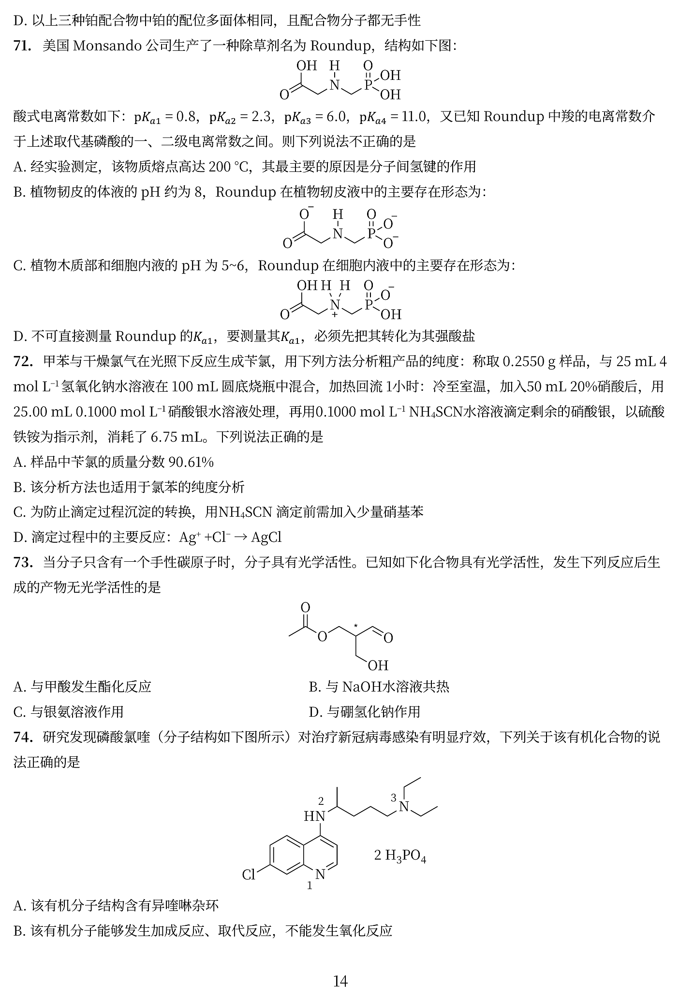 D. 以上三种铂配合物中铂的配位多面体相同，且配合物分子都无手性
71. 美国 Monsando 公司生产了一种除草剂名为 Roundup，结构如下图：
OH H O
OH
N P
O OH
酸式电离常数如下：pKa1 = 0.8，pKa2 = 2.3，pKa3 = 6.0，pKa4 = 11.0，又已知 Roundup 中羧的电离常数介
于上述取代基磷酸的一、二级电离常数之间。则下列说法不正确的是
A. 经实验测定，该物质熔点高达 200 °C，其最主要的原因是分子间氢键的作用
B. 植物韧皮的体液的 pH 约为 8，Roundup 在植物轫皮液中的主要存在形态为：
O⁻ H O
O⁻
N P
O O⁻
C. 植物木质部和细胞内液的 pH 为 5~6，Roundup 在细胞内液中的主要存在形态为：
OH H H O
O⁻
N P
O + OH
D. 不可直接测量 Roundup 的Ka1，要测量其Ka1，必须先把其转化为其强酸盐
72. 甲苯与干燥氯气在光照下反应生成苄氯，用下列方法分析粗产品的纯度：称取 0.2550 g 样品，与 25 mL 4
mol L⁻¹ 氢氧化钠水溶液在 100 mL 圆底烧瓶中混合，加热回流 1小时：冷至室温，加入50 mL 20%硝酸后，用
25.00 mL 0.1000 mol L⁻¹ 硝酸银水溶液处理，再用0.1000 mol L⁻¹ NH₄SCN水溶液滴定剩余的硝酸银，以硫酸
铁铵为指示剂，消耗了 6.75 mL。下列说法正确的是
A. 样品中苄氯的质量分数 90.61%
B. 该分析方法也适用于氯苯的纯度分析
C. 为防止滴定过程沉淀的转换，用NH₄SCN 滴定前需加入少量硝基苯
D. 滴定过程中的主要反应：Ag⁺ +Cl⁻ → AgCl
73. 当分子只含有一个手性碳原子时，分子具有光学活性。已知如下化合物具有光学活性，发生下列反应后生
成的产物无光学活性的是
O
*
O O
OH
A. 与甲酸发生酯化反应 B. 与 NaOH水溶液共热
C. 与银氨溶液作用 D. 与硼氢化钠作用
74. 研究发现磷酸氯喹（分子结构如下图所示）对治疗新冠病毒感染有明显疗效，下列关于该有机化合物的说
法正确的是
2 3
HN N
2 H₃PO₄
Cl N
1
A. 该有机分子结构含有异喹啉杂环
B. 该有机分子能够发生加成反应、取代反应，不能发生氧化反应
14